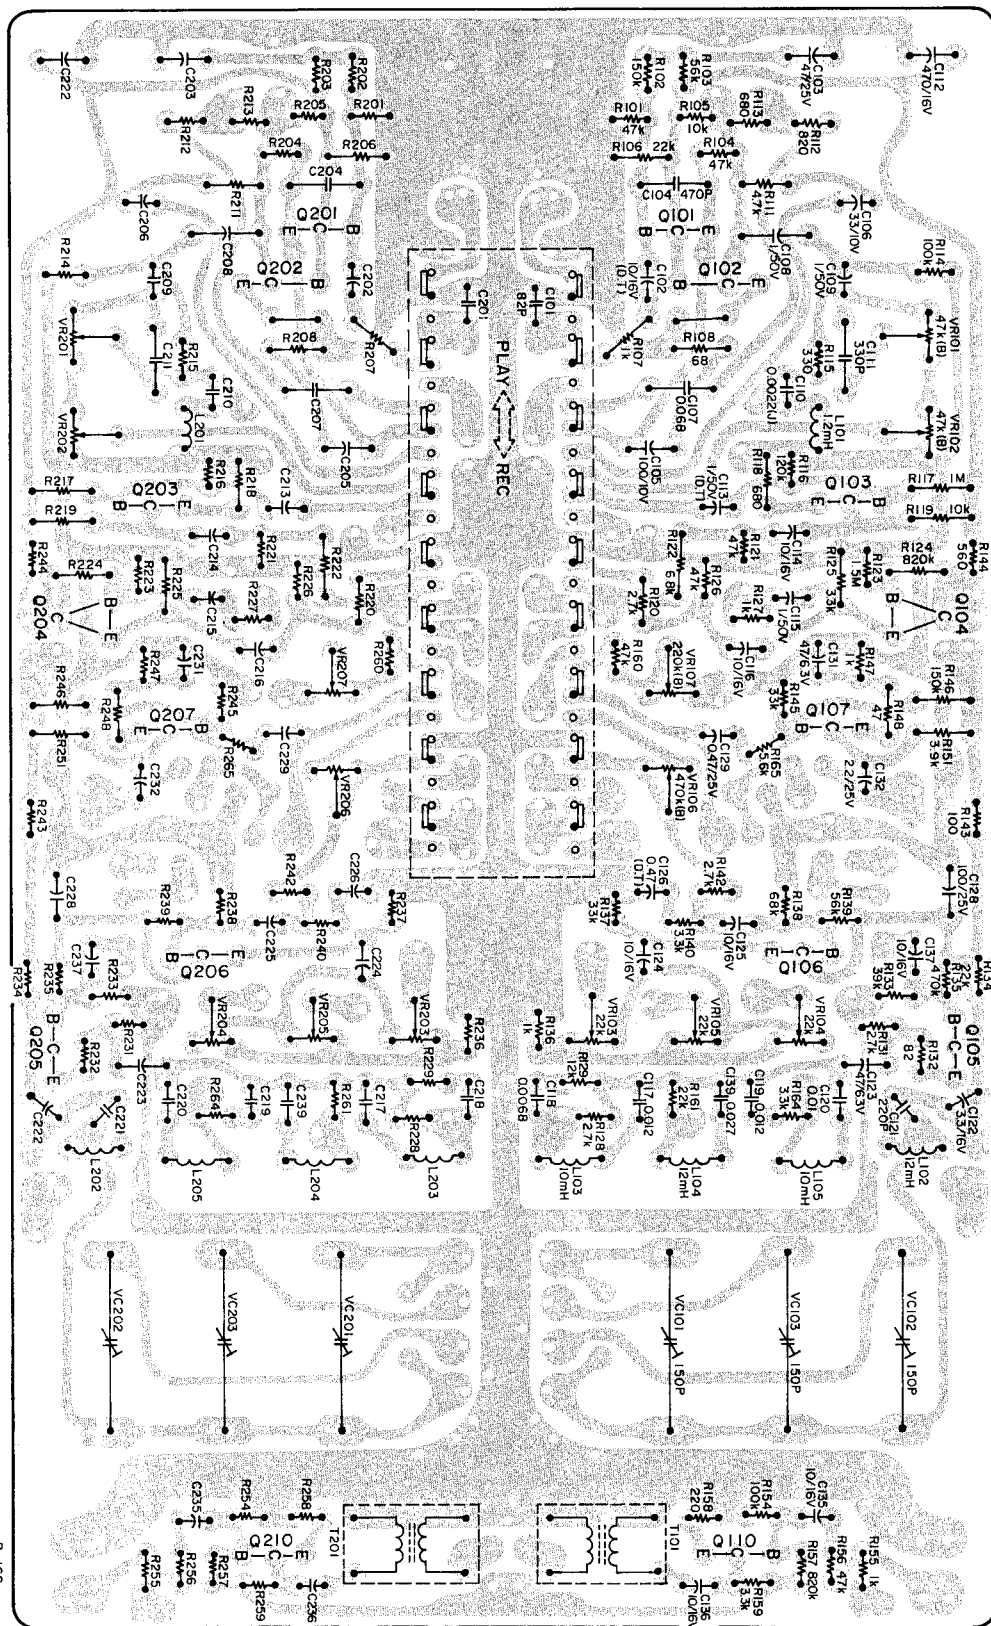 C222
C203
R203
R202
R102
150k
R103
56k
C103
47/25V
C112
470/16V
R212
R213
R205
R201
R101
47k
R105
10k
R113
680
R112
820
R204
R206
R106
22k
R104
47k
C204
C104
470P
R211
R111
4.7k
Q201
E
C
B
Q101
B
C
E
C206
C106
33/10V
C208
C108
1/50V
R214
R114
100k
C209
C109
1/50V
Q202
E
C
B
C202
C102
10/16V
(D.T)
Q102
B
C
E
C201
C101
82P
VR201
VR101
47k(B)
C211
R215
R208
R207
R107
1k
R108
68
R115
330
C111
330P
PLAY
REC
C210
C207
C107
0.068
C110
0.0022(J)
VR202
VR102
47k(B)
L201
L101
1.2mH
C205
C105
100/10V
R217
R216
R218
C213
C113
1/50V
(D.T)
R118
680
R116
120k
R117
1M
Q203
B
C
E
Q103
E
C
B
R219
R119
10k
R244
R224
R223
R225
C214
R221
R226
R222
R122
6.8k
R126
47k
R121
47k
C114
10/16V
R125
33k
R123
1.5M
R124
820k
R144
560
Q204
C
B
E
C215
R227
R220
R120
2.7k
R127
1k
C115
1/50V
B
E
C
Q104
R247
C231
C216
VR207
R260
R160
47k
VR107
220k(B)
C116
10/16V
C131
47/6.3V
R147
1k
R246
R248
R245
R145
33k
R148
47
R146
150k
Q207
E
C
B
Q107
B
C
E
R251
R265
C229
C129
0.47/25V
R165
5.6k
R151
3.9k
C232
VR206
VR106
470k(B)
C132
2.2/25V
R243
R143
100
C228
R239
R238
R242
C226
R237
R137
33k
C126
0.47
(D.T)
R142
2.7k
R138
68k
R139
56k
C128
100/25V
C225
R240
R140
3.3k
C125
10/16V
Q206
B
C
E
Q106
E
C
B
C224
C124
10/16V
R234
R235
C237
R233
C137
10/16V
R133
39k
R135
470k
R134
22k
Q205
B
C
E
R231
VR204
VR205
VR203
R236
R136
1k
VR103
22k
VR105
22k
VR104
22k
R131
2.7k
R132
82
Q105
B
C
E
R232
C223
R229
R129
12k
C123
47/6.3V
C222
C221
C220
R264
C219
C239
R261
C217
C218
C118
0.0068
C117
0.012
R161
22k
C139
0.027
C119
0.012
R164
3.3k
C120
0.01
C121
220P
C122
33/16V
R228
R128
2.7k
L202
L205
L204
L203
L103
10mH
L104
12mH
L105
10mH
L102
12mH
VC202
VC203
VC201
VC101
150P
VC103
150P
VC102
150P
C235
R254
R258
T201
T101
R158
220
R154
100k
C135
10/16V
Q210
B
C
E
Q110
E
C
B
R255
R256
R257
R259
C236
C136
10/16V
R159
3.3k
R157
820k
R156
47k
R155
1k